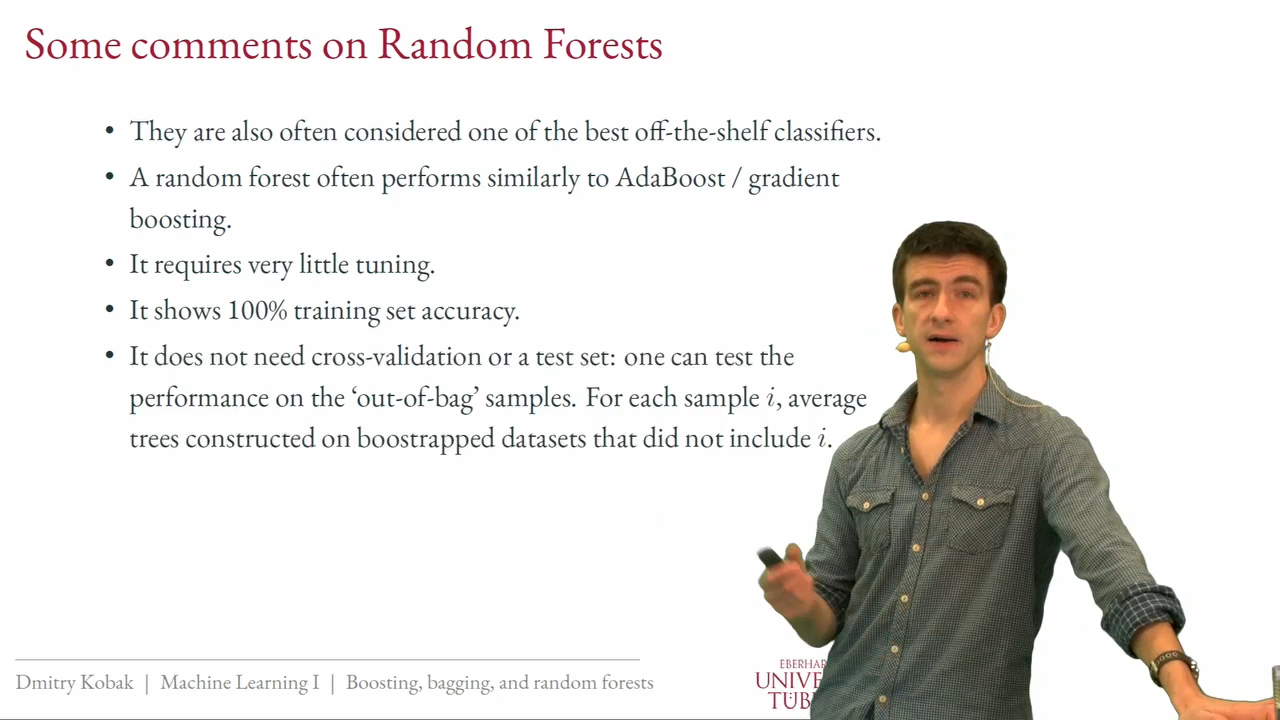 Some comments on Random Forests
• They are also often considered one of the best off-the-shelf classifiers.
• A random forest often performs similarly to AdaBoost / gradient
boosting.
• It requires very little tuning.
• It shows 100% training set accuracy.
• It does not need cross-validation or a test set: one can test the
performance on the ‘out-of-bag’ samples. For each sample i, average
trees constructed on boostrapped datasets that did not include i.
Dmitry Kobak | Machine Learning I | Boosting, bagging, and random forests